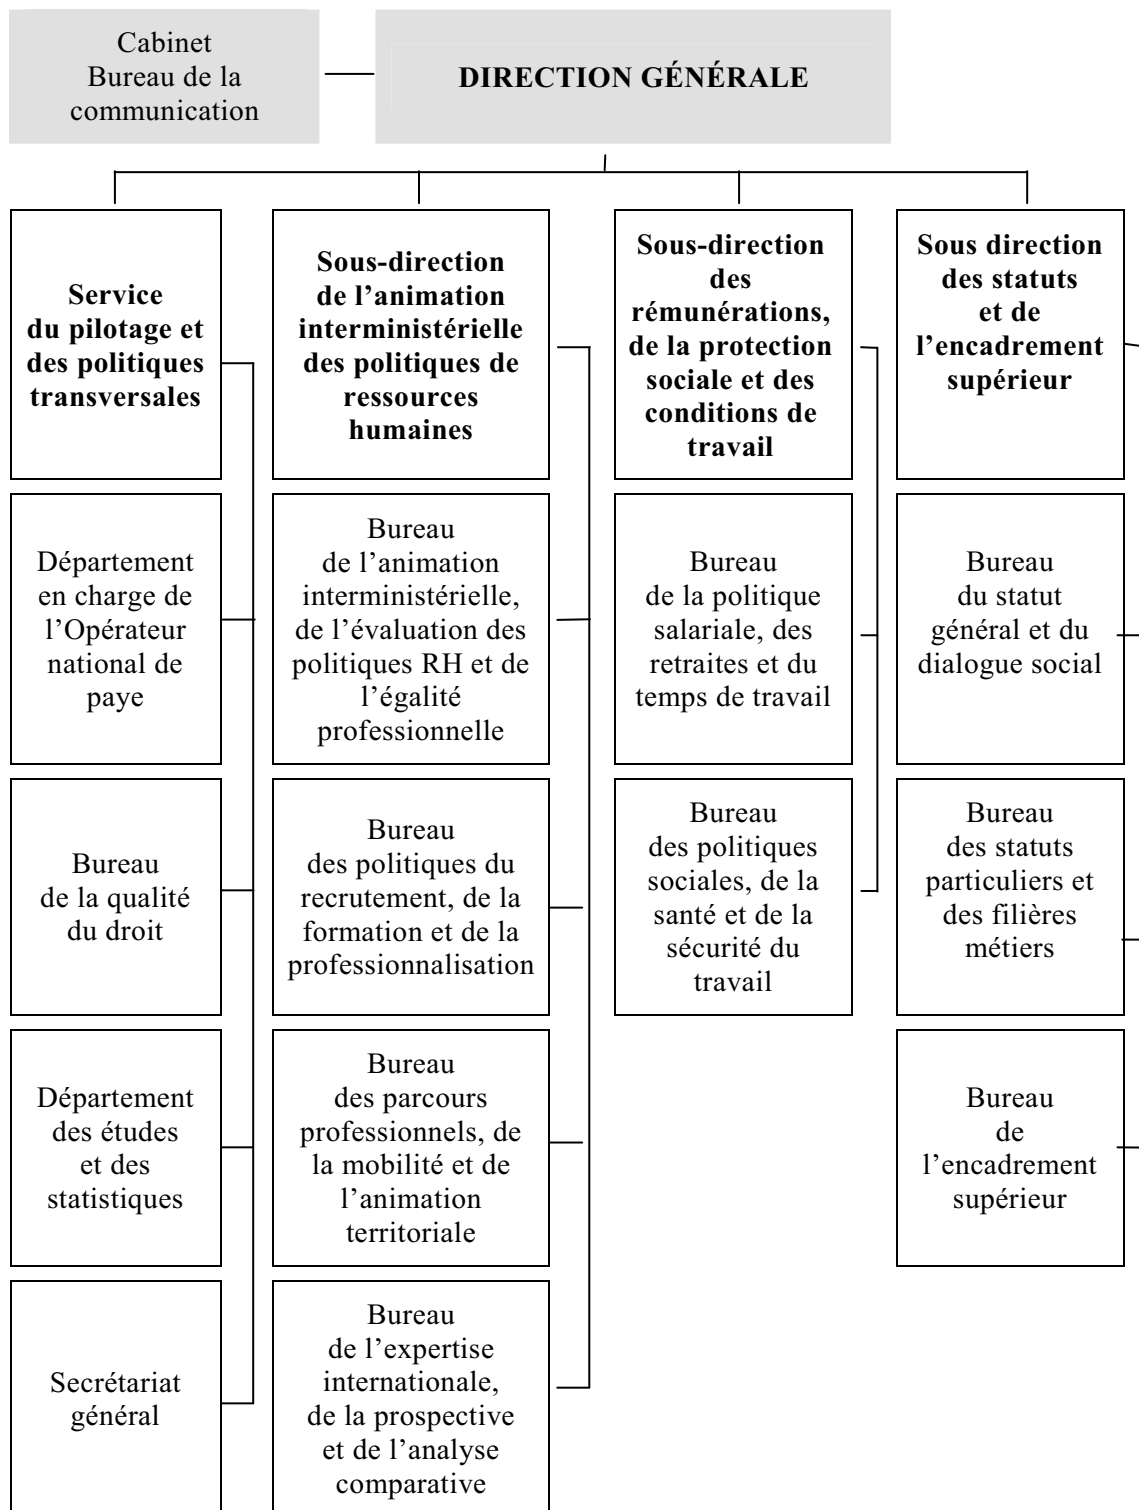 Cabinet
Bureau de la
communication
DIRECTION GÉNÉRALE
Service
du pilotage et
des politiques
transversales
Sous-direction
de l’animation
interministérielle
des politiques de
ressources
humaines
Sous-direction
des
rémunérations,
de la protection
sociale et des
conditions de
travail
Sous direction
des statuts
et de
l’encadrement
supérieur
Département
en charge de
l’Opérateur
national de
paye
Bureau
de l’animation
interministérielle,
de l’évaluation des
politiques RH et de
l’égalité
professionnelle
Bureau
de la politique
salariale, des
retraites et du
temps de travail
Bureau
du statut
général et du
dialogue social
Bureau
de la qualité
du droit
Bureau
des politiques du
recrutement, de la
formation et de la
professionnalisation
Bureau
des politiques
sociales, de la
santé et de la
sécurité du
travail
Bureau
des statuts
particuliers et
des filières
métiers
Département
des études
et des
statistiques
Bureau
des parcours
professionnels, de
la mobilité et de
l’animation
territoriale
Bureau
de
l’encadrement
supérieur
Secrétariat
général
Bureau
de l’expertise
internationale,
de la prospective
et de l’analyse
comparative